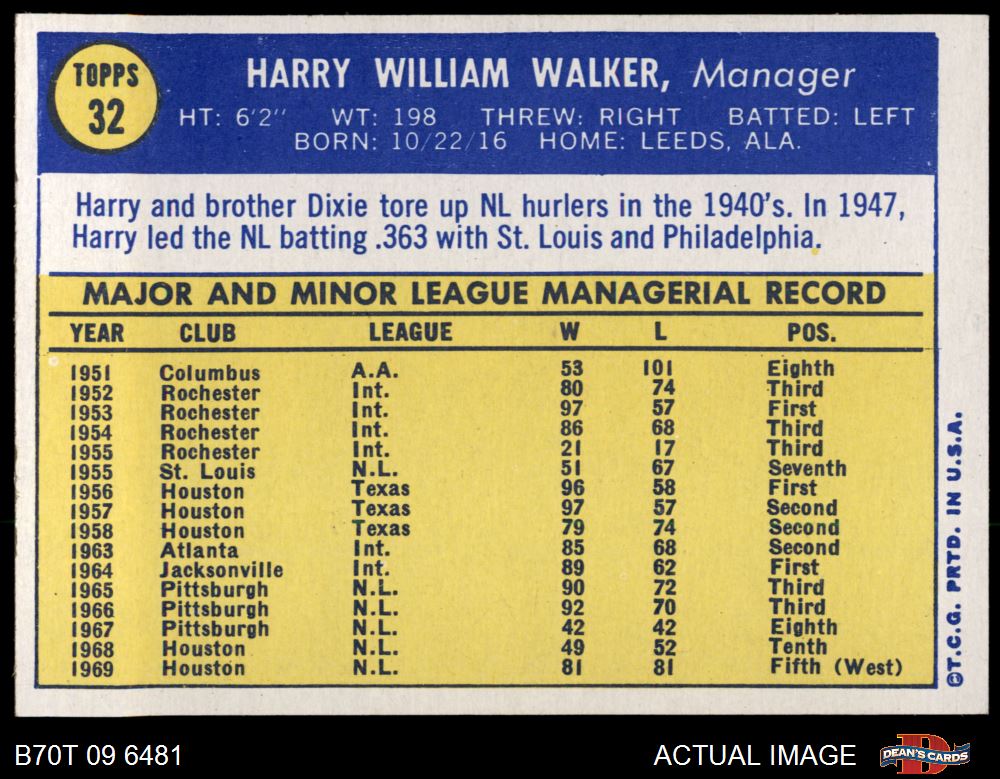 TOPPS
32
HARRY WILLIAM WALKER, Manager
HT: 6'2" WT: 198 THREW: RIGHT BATTED: LEFT
BORN: 10/22/16 HOME: LEEDS, ALA.
Harry and brother Dixie tore up NL hurlers in the 1940's. In 1947,
Harry led the NL batting .363 with St. Louis and Philadelphia.
MAJOR AND MINOR LEAGUE MANAGERIAL RECORD
YEAR CLUB LEAGUE W L POS.
1951 Columbus A.A. 53 101 Eighth
1952 Rochester Int. 80 74 Third
1953 Rochester Int. 97 57 First
1954 Rochester Int. 86 68 Third
1955 Rochester Int. 21 17 Third
1955 St. Louis N.L. 51 67 Seventh
1956 Houston Texas 96 58 First
1957 Houston Texas 97 57 Second
1958 Houston Texas 79 74 Second
1963 Atlanta Int. 85 68 Second
1964 Jacksonville Int. 89 62 First
1965 Pittsburgh N.L. 90 72 Third
1966 Pittsburgh N.L. 92 70 Third
1967 Pittsburgh N.L. 42 42 Eighth
1968 Houston N.L. 49 52 Tenth
1969 Houston N.L. 81 81 Fifth (West)
©T.C.G. PRTD. IN U.S.A.
B70T 09 6481
ACTUAL IMAGE
DEAN'S CARDS